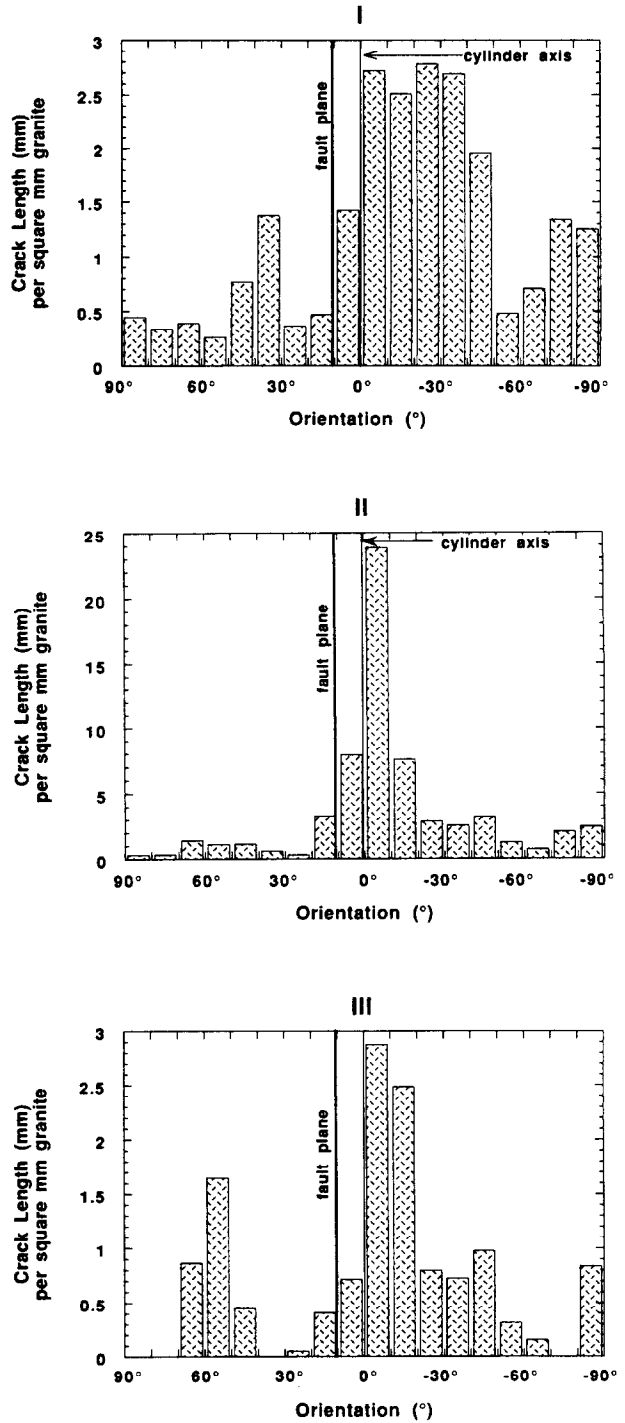 I
cylinder axis
fault plane
Crack Length (mm)
per square mm granite
3
2.5
2
1.5
1
0.5
0
90° 60° 30° 0° -30° -60° -90°
Orientation (°)
II
cylinder axis
fault plane
Crack Length (mm)
per square mm granite
25
20
15
10
5
0
90° 60° 30° 0° -30° -60° -90°
Orientation (°)
III
fault plane
Crack Length (mm)
per square mm granite
3
2.5
2
1.5
1
0.5
0
90° 60° 30° 0° -30° -60° -90°
Orientation (°)